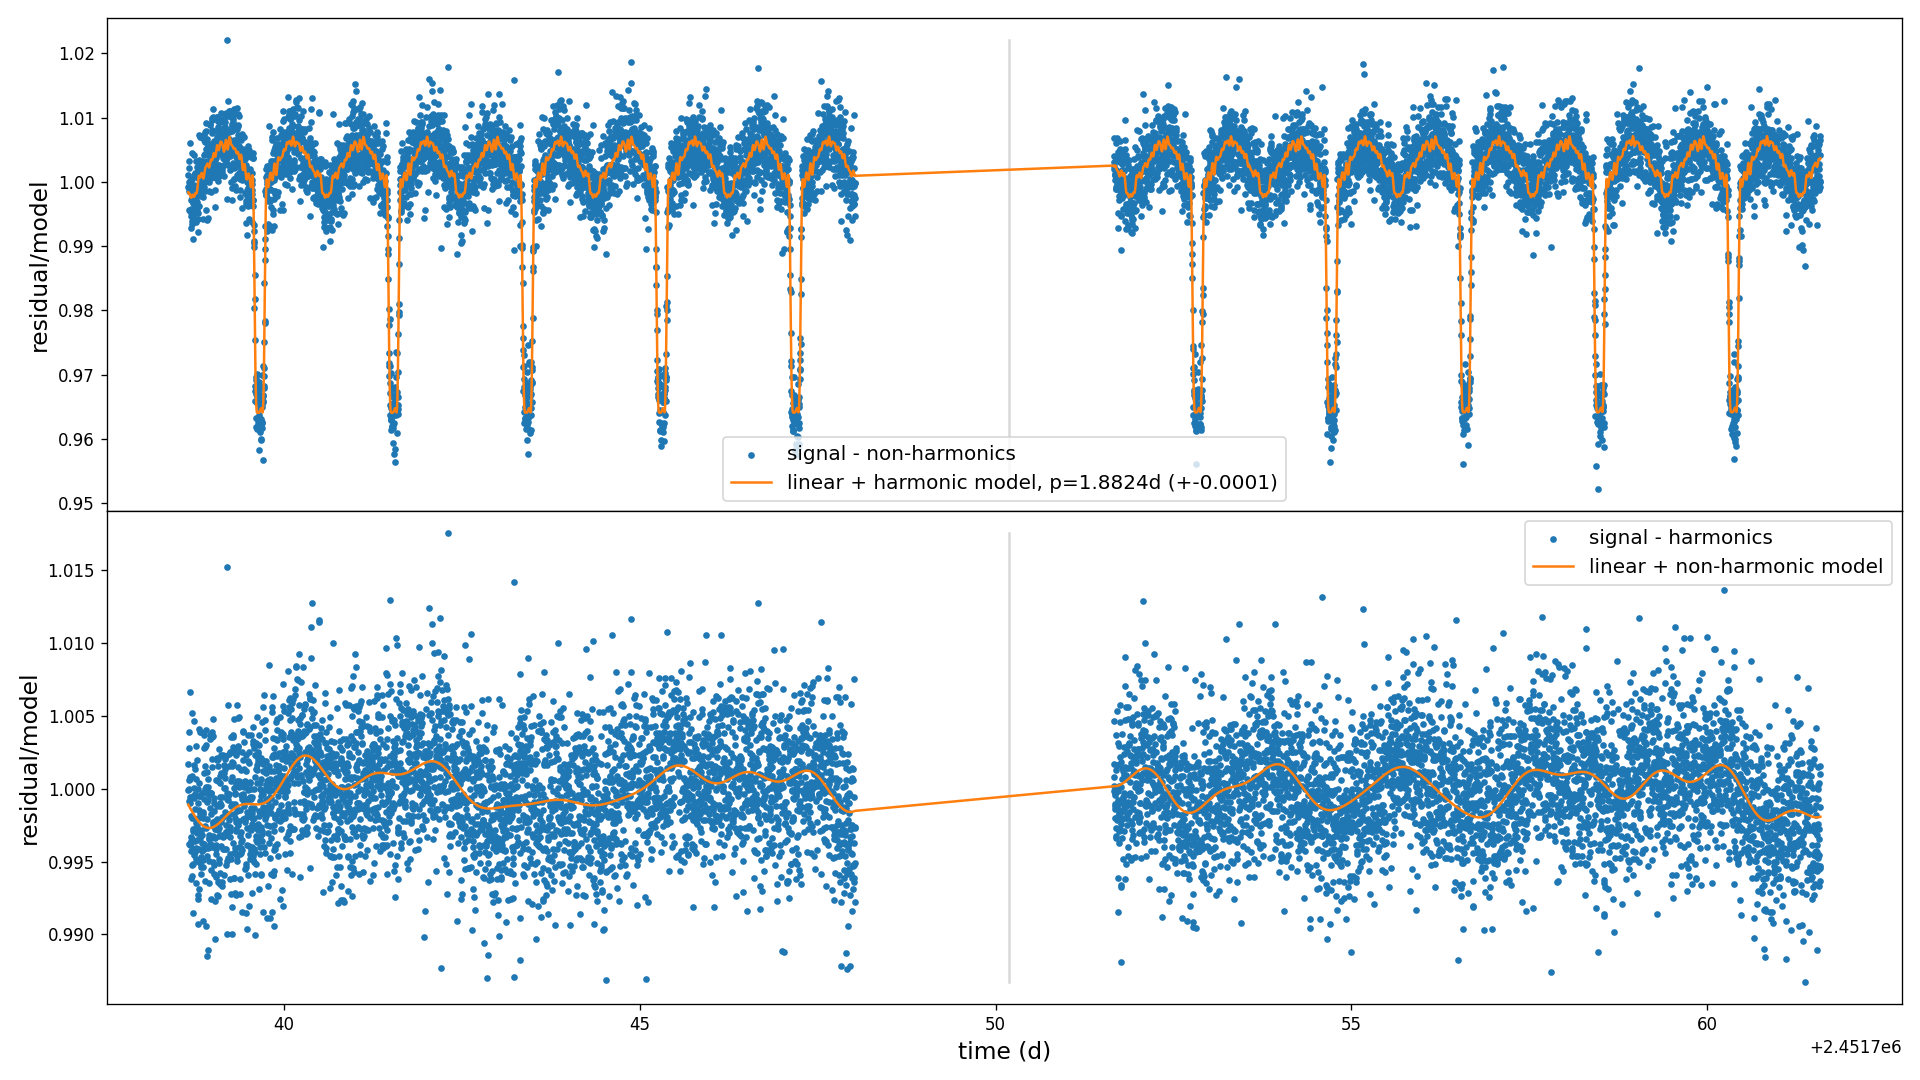 1.02
1.01
1.00
0.99
0.98
0.97
0.96
0.95
residual/model
signal - non-harmonics
linear + harmonic model, p=1.8824d (+-0.0001)
1.015
1.010
1.005
1.000
0.995
0.990
residual/model
signal - harmonics
linear + non-harmonic model
40
45
50
55
60
time (d)
+2.4517e6